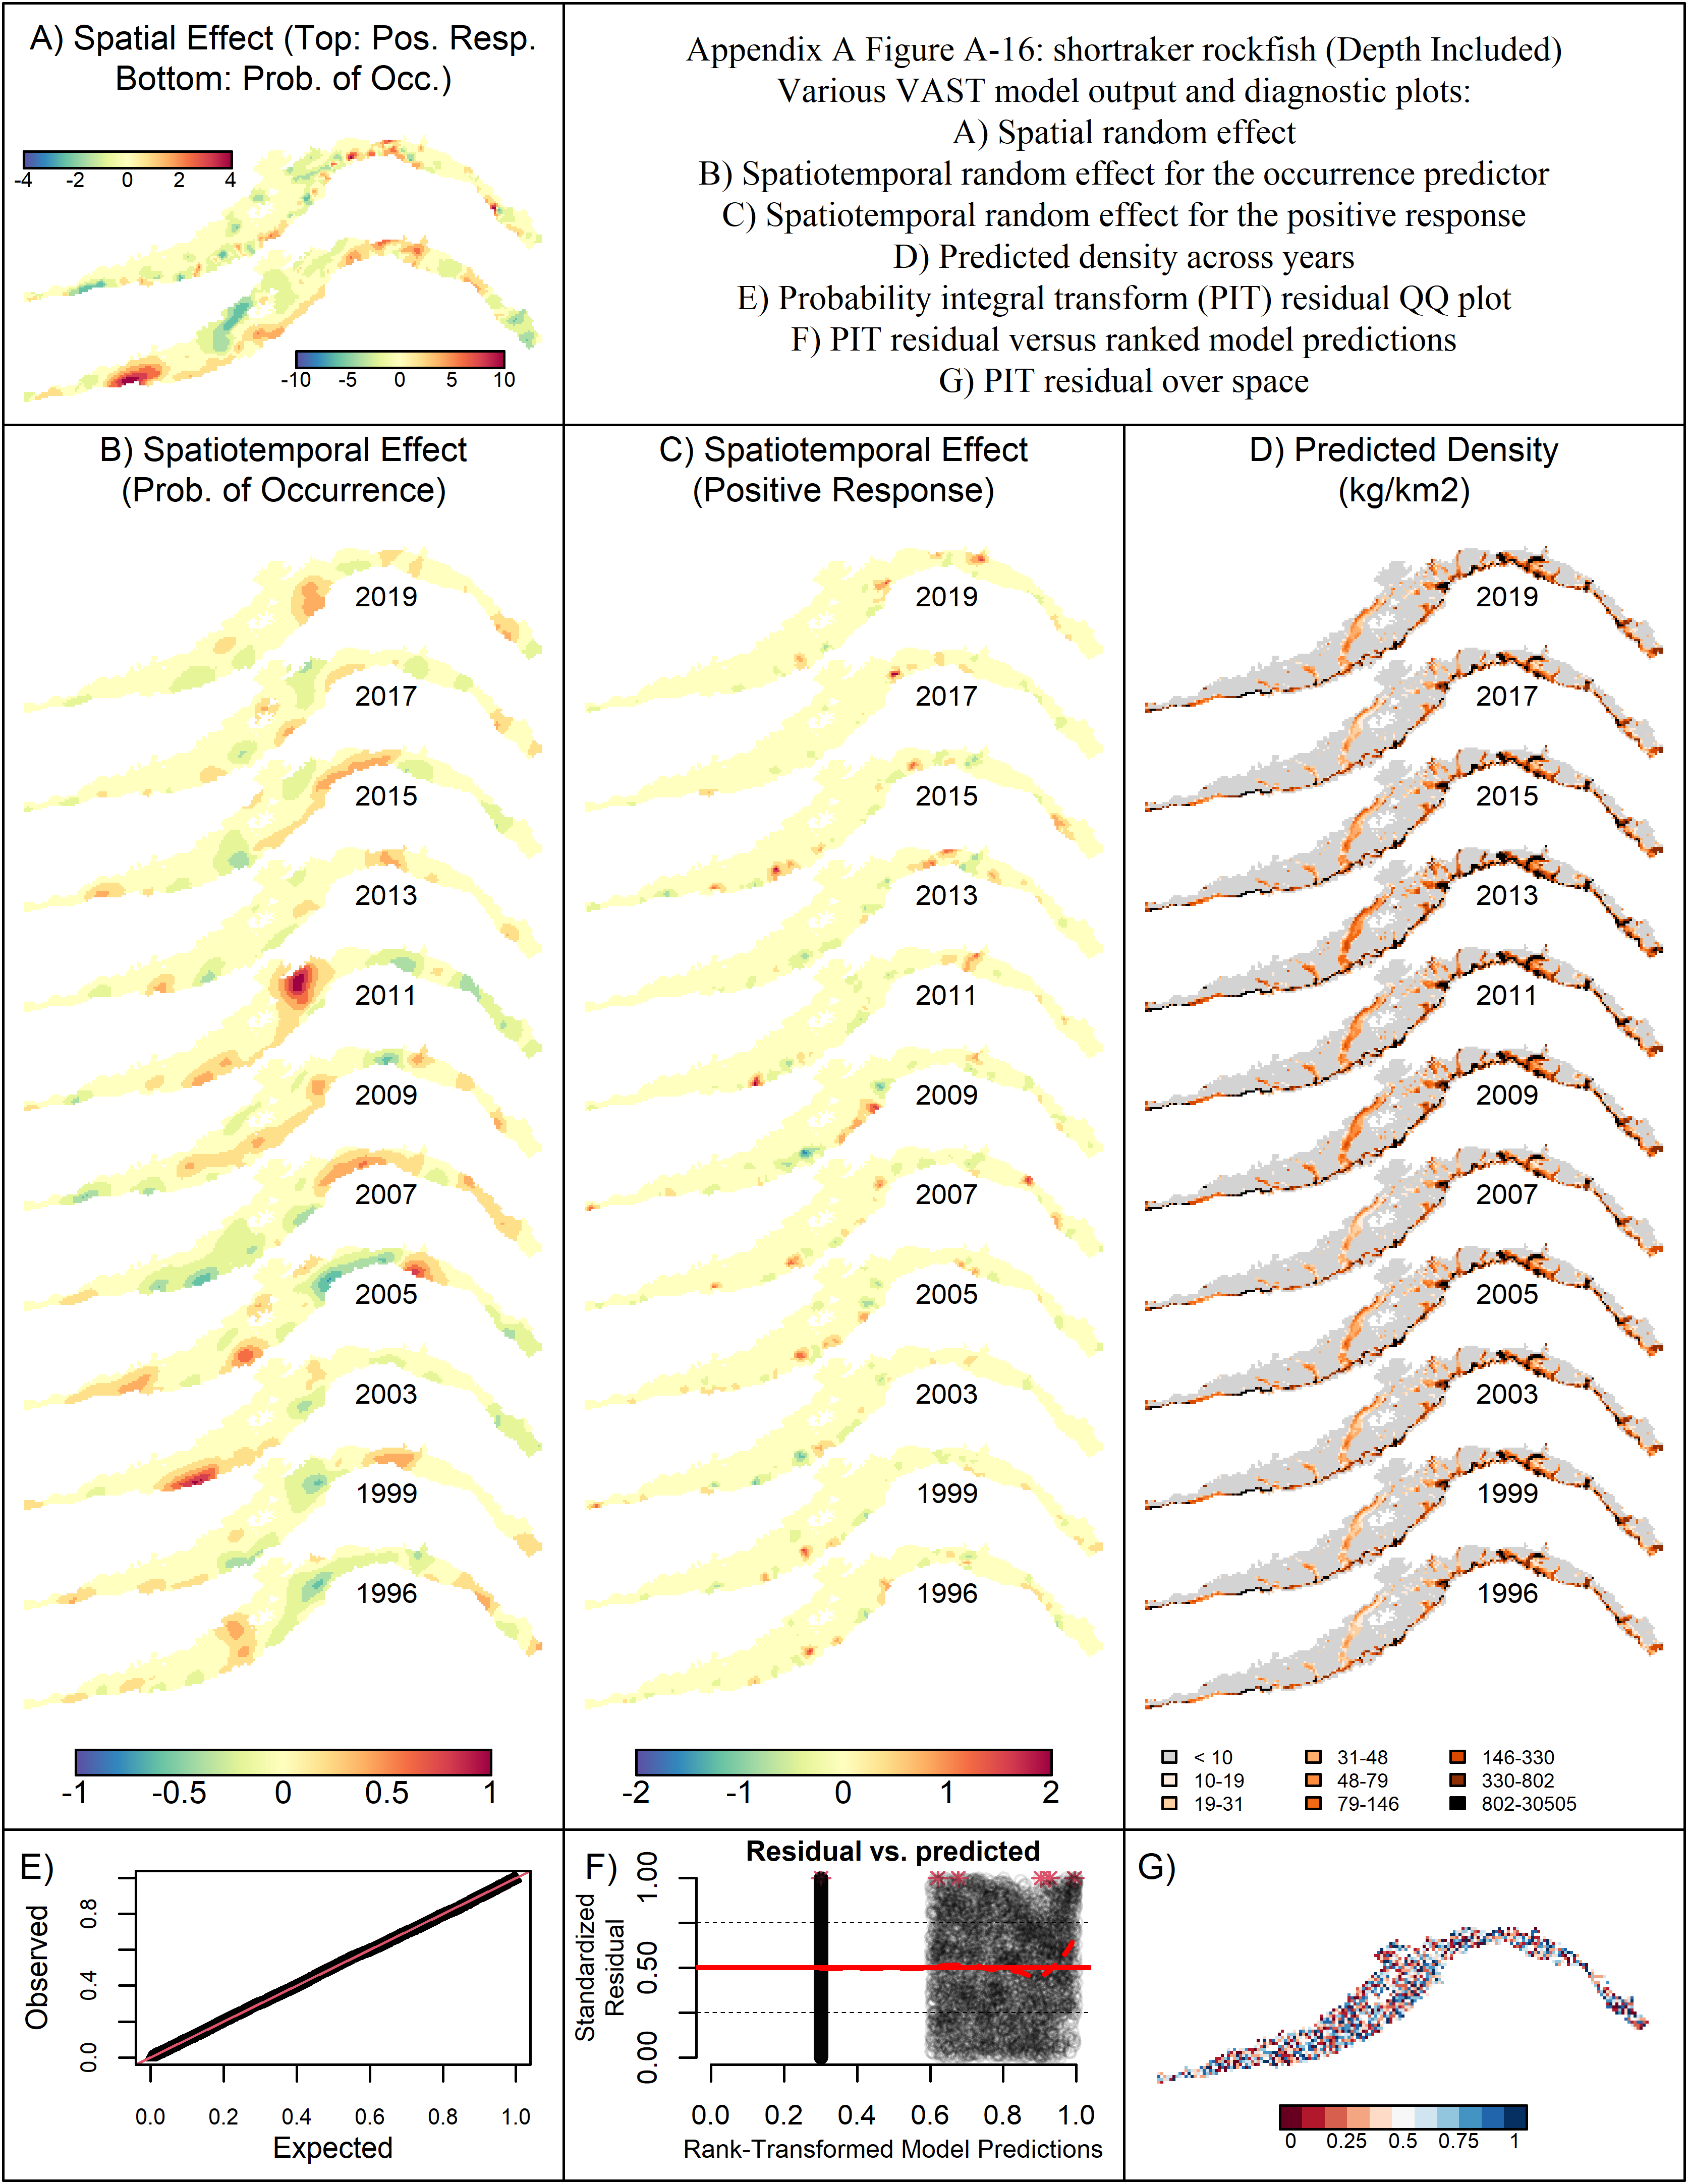 A) Spatial Effect (Top: Pos. Resp.
Bottom: Prob. of Occ.)
-4 -2 0 2 4
-10 -5 0 5 10
Appendix A Figure A-16: shortraker rockfish (Depth Included)
Various VAST model output and diagnostic plots:
A) Spatial random effect
B) Spatiotemporal random effect for the occurrence predictor
C) Spatiotemporal random effect for the positive response
D) Predicted density across years
E) Probability integral transform (PIT) residual QQ plot
F) PIT residual versus ranked model predictions
G) PIT residual over space
B) Spatiotemporal Effect
(Prob. of Occurrence)
2019
2017
2015
2013
2011
2009
2007
2005
2003
1999
1996
-1 -0.5 0 0.5 1
C) Spatiotemporal Effect
(Positive Response)
2019
2017
2015
2013
2011
2009
2007
2005
2003
1999
1996
-2 -1 0 1 2
D) Predicted Density
(kg/km2)
2019
2017
2015
2013
2011
2009
2007
2005
2003
1999
1996
< 10 31-48 146-330
10-19 48-79 330-802
19-31 79-146 802-30505
E)
Observed
0.0 0.4 0.8
0.0 0.2 0.4 0.6 0.8 1.0
Expected
F)
Residual vs. predicted
Standardized
Residual
0.00 0.50 1.00
0.0 0.2 0.4 0.6 0.8 1.0
Rank-Transformed Model Predictions
G)
0 0.25 0.5 0.75 1